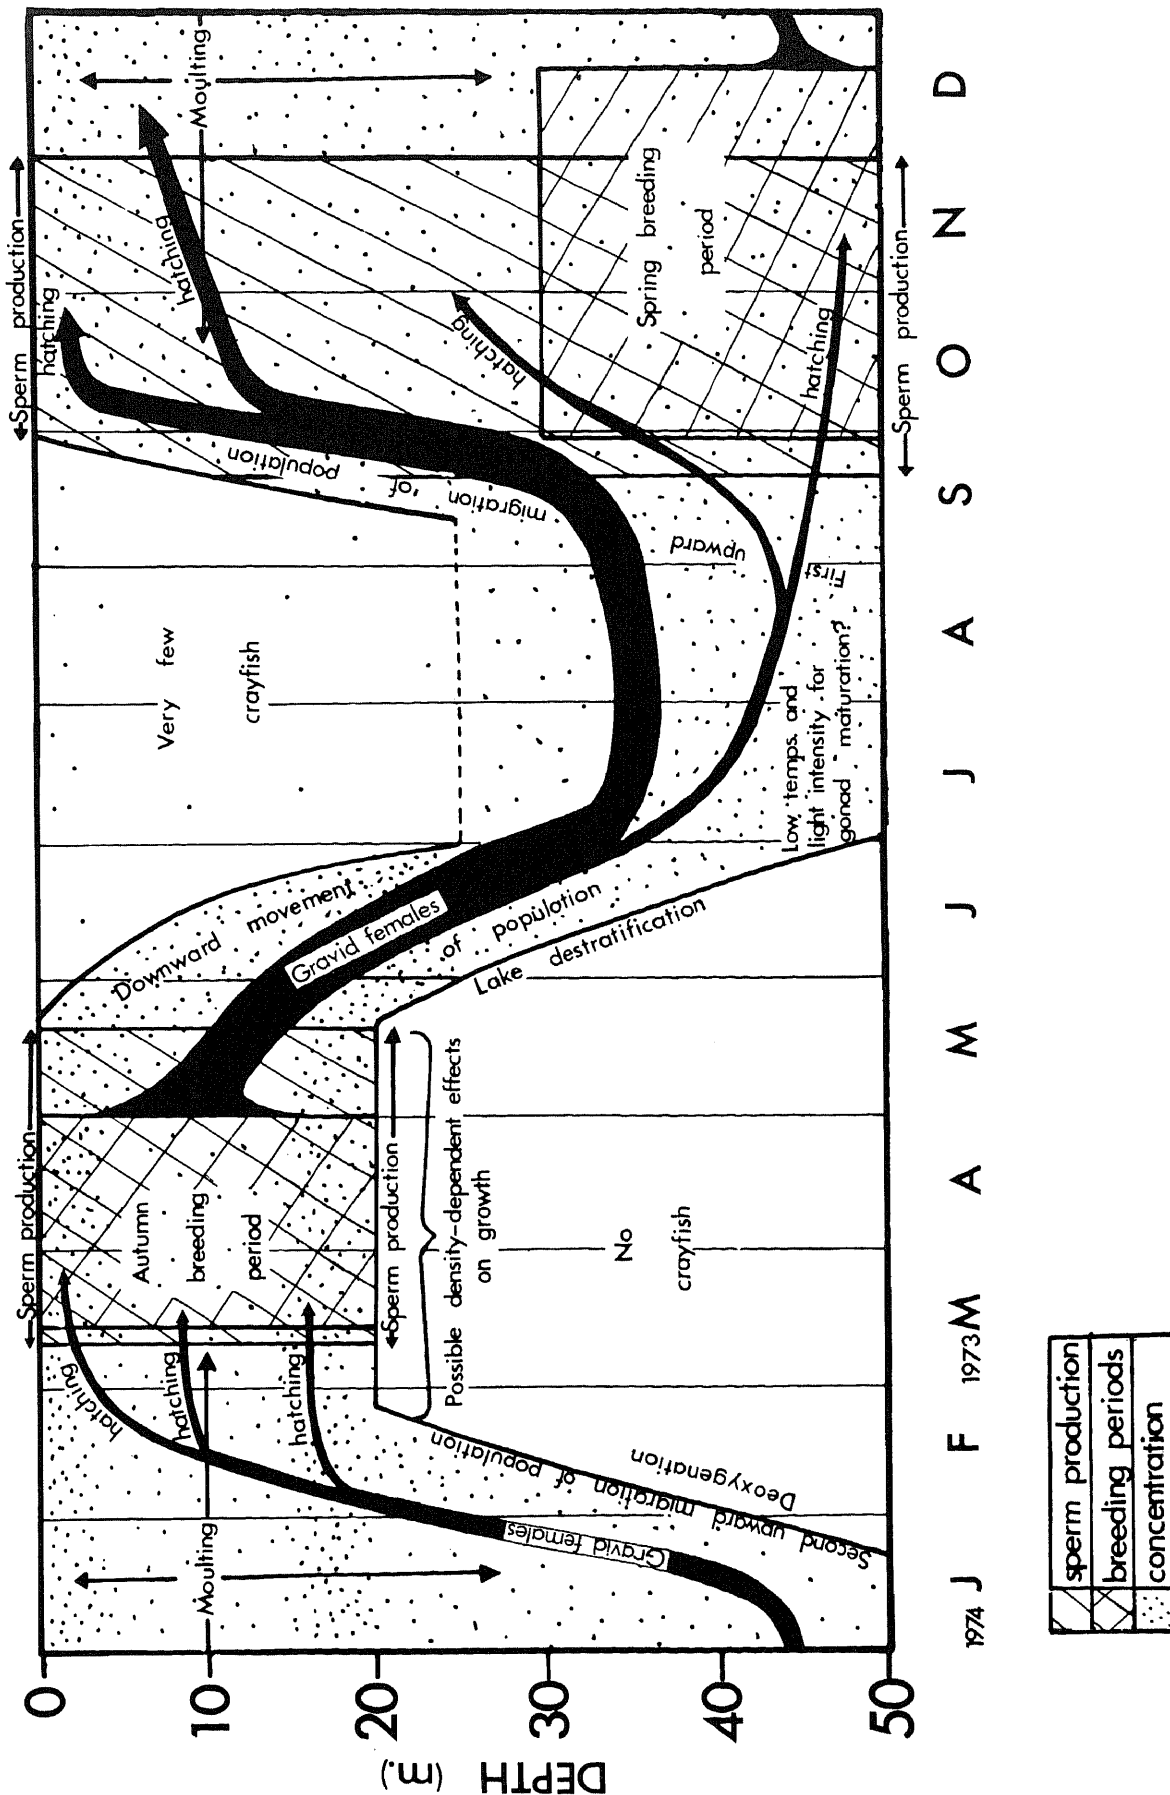 DEPTH (m.)
0
10
20
30
40
50
1974 J
F
1973 M
A
M
J
J
A
S
O
N
D
Moulting
Gravid females
Second upward migration of population
Deoxygenation
hatching
hatching
hatching
Sperm production
Autumn
breeding
period
Sperm production
Possible density-dependent effects
on growth
No
crayfish
Downward movement
of population
Gravid females
Lake destratification
Very few
crayfish
Low temps. and
light intensity for
gonad maturation?
First upward migration of population
Sperm production
hatching
hatching
hatching
hatching
Moulting
Spring breeding
period
Sperm production
sperm production
breeding periods
concentration